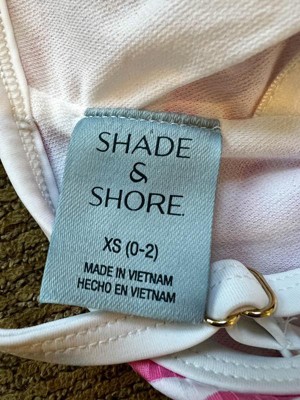 SHADE
&
SHORE.
XS (0-2)
MADE IN VIETNAM
HECHO EN VIETNAM